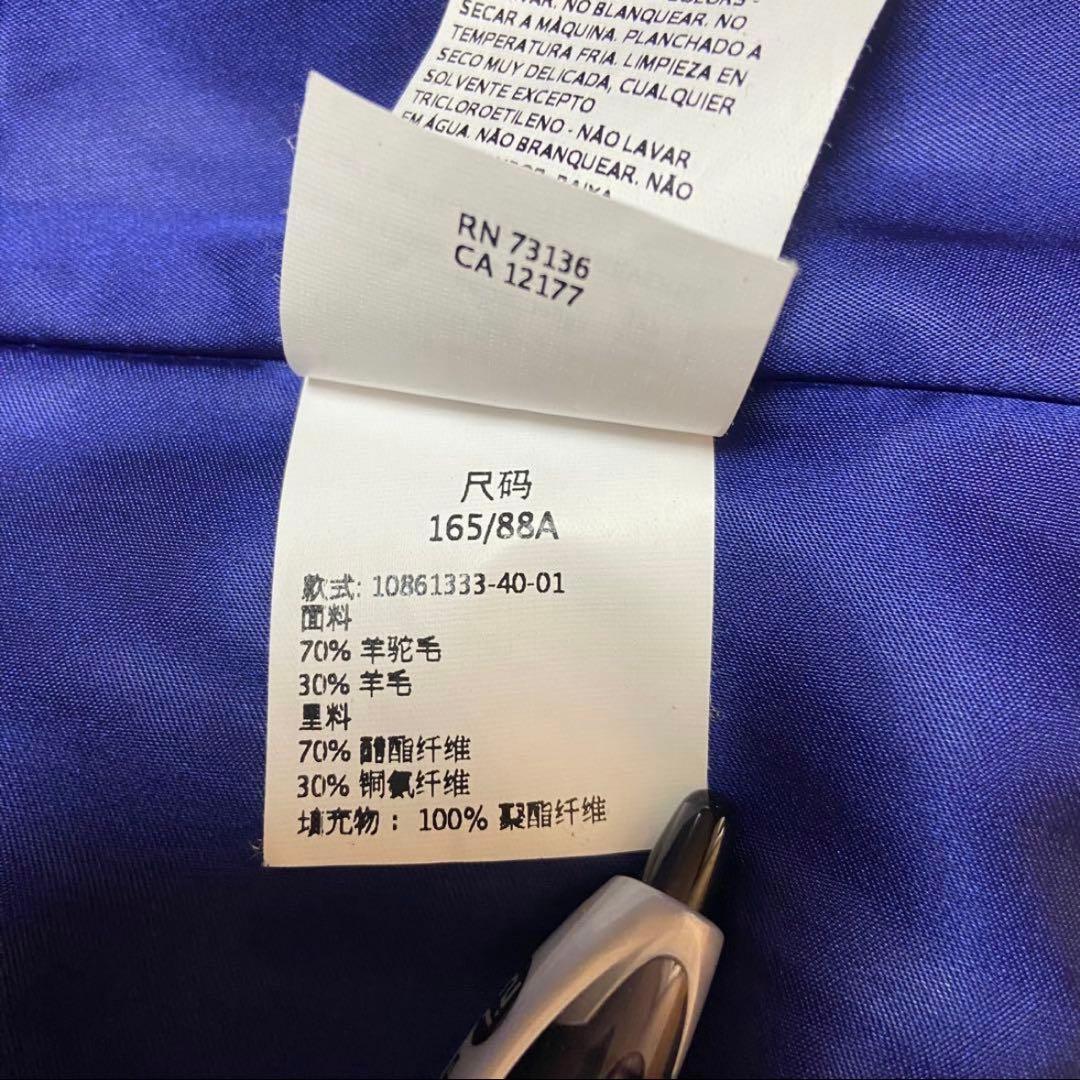 NO BLANQUEAR. NO
SECAR A MÀQUINA. PLANCHADO A
TEMPERATURA FRIA. LIMPIEZA EN
SECO MUY DELICADA, CUALQUIER
SOLVENTE EXCEPTO
TRICLOROETILENO - NÃO LAVAR
EM ÁGUA. NÃO BRANQUEAR. NÃO
RN 73136
CA 12177
尺码
165/88A
款式: 10861333-40-01
面料
70% 羊驼毛
30% 羊毛
里料
70% 醋酯纤维
30% 铜氨纤维
填充物： 100% 聚酯纤维